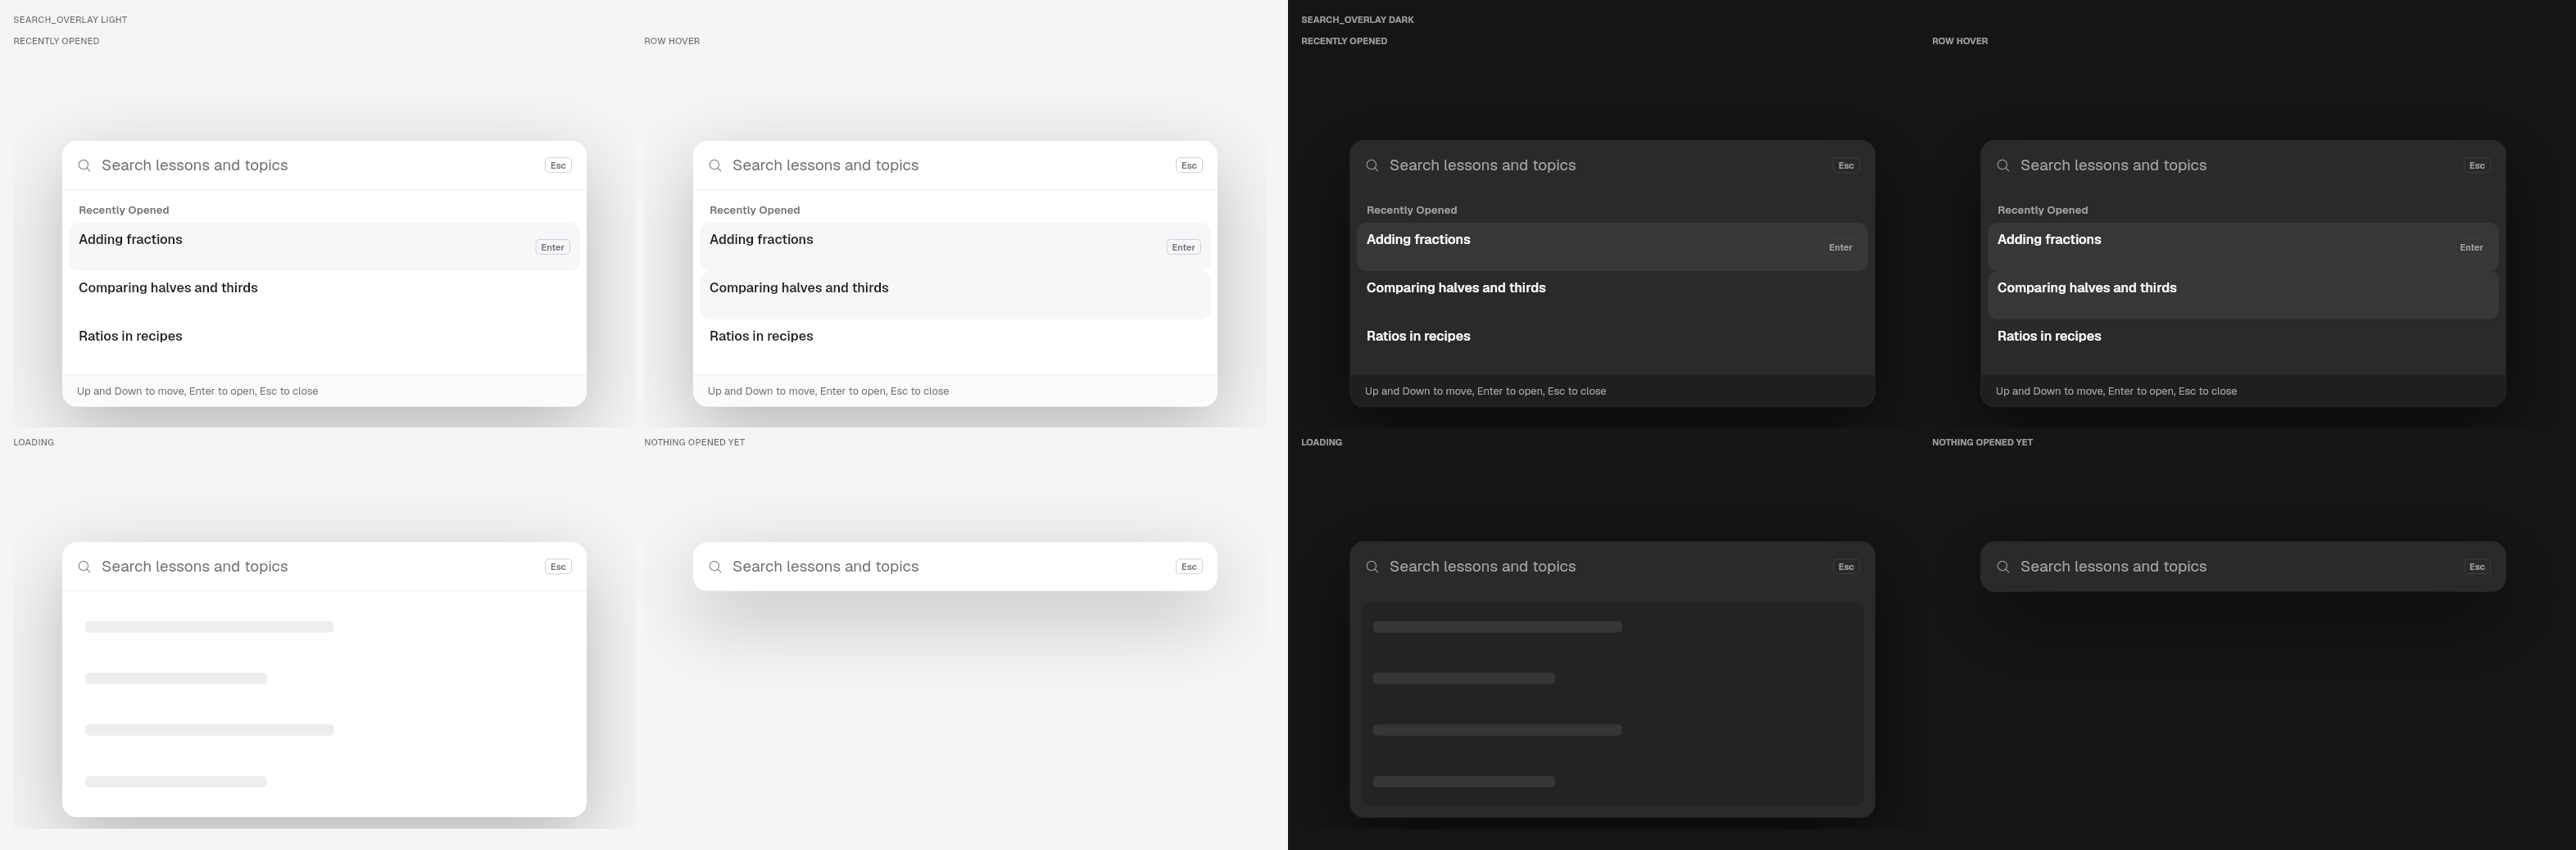 SEARCH_OVERLAY LIGHT
RECENTLY OPENED
Search lessons and topics
Esc
Recently Opened
Adding fractions
Enter
Comparing halves and thirds
Ratios in recipes
Up and Down to move, Enter to open, Esc to close
ROW HOVER
Search lessons and topics
Esc
Recently Opened
Adding fractions
Enter
Comparing halves and thirds
Ratios in recipes
Up and Down to move, Enter to open, Esc to close
LOADING
Search lessons and topics
Esc
NOTHING OPENED YET
Search lessons and topics
Esc
SEARCH_OVERLAY DARK
RECENTLY OPENED
Search lessons and topics
Esc
Recently Opened
Adding fractions
Enter
Comparing halves and thirds
Ratios in recipes
Up and Down to move, Enter to open, Esc to close
ROW HOVER
Search lessons and topics
Esc
Recently Opened
Adding fractions
Enter
Comparing halves and thirds
Ratios in recipes
Up and Down to move, Enter to open, Esc to close
LOADING
Search lessons and topics
Esc
NOTHING OPENED YET
Search lessons and topics
Esc